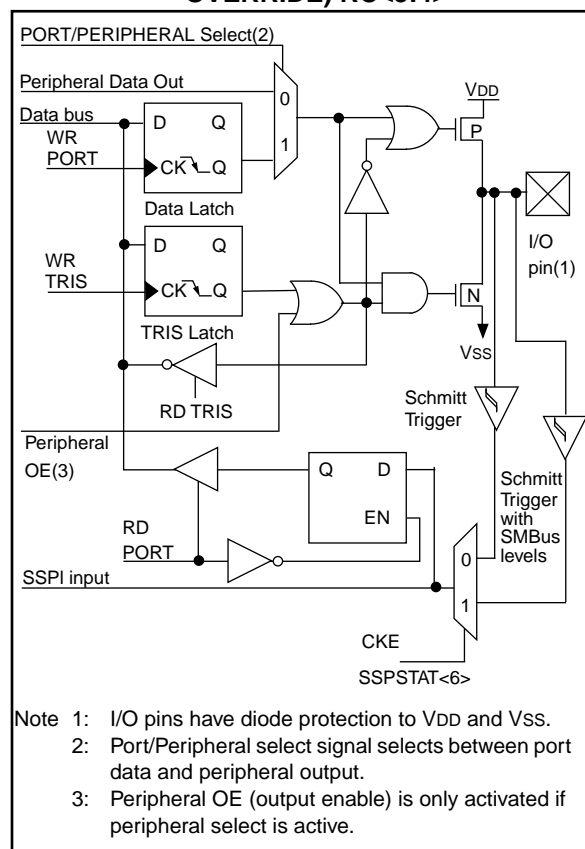 PORT/PERIPHERAL Select(2)
Peripheral Data Out
Data bus
WR
PORT
D Q
CK Q
Data Latch
0
1
VDD
P
I/O
pin(1)
WR
TRIS
D Q
CK Q
TRIS Latch
N
VSS
RD TRIS
Schmitt
Trigger
Peripheral
OE(3)
Q D
EN
Schmitt
Trigger
with
SMBus
levels
RD
PORT
SSPI input
0
1
CKE
SSPSTAT<6>
Note 1: I/O pins have diode protection to VDD and VSS.
2: Port/Peripheral select signal selects between port
data and peripheral output.
3: Peripheral OE (output enable) is only activated if
peripheral select is active.